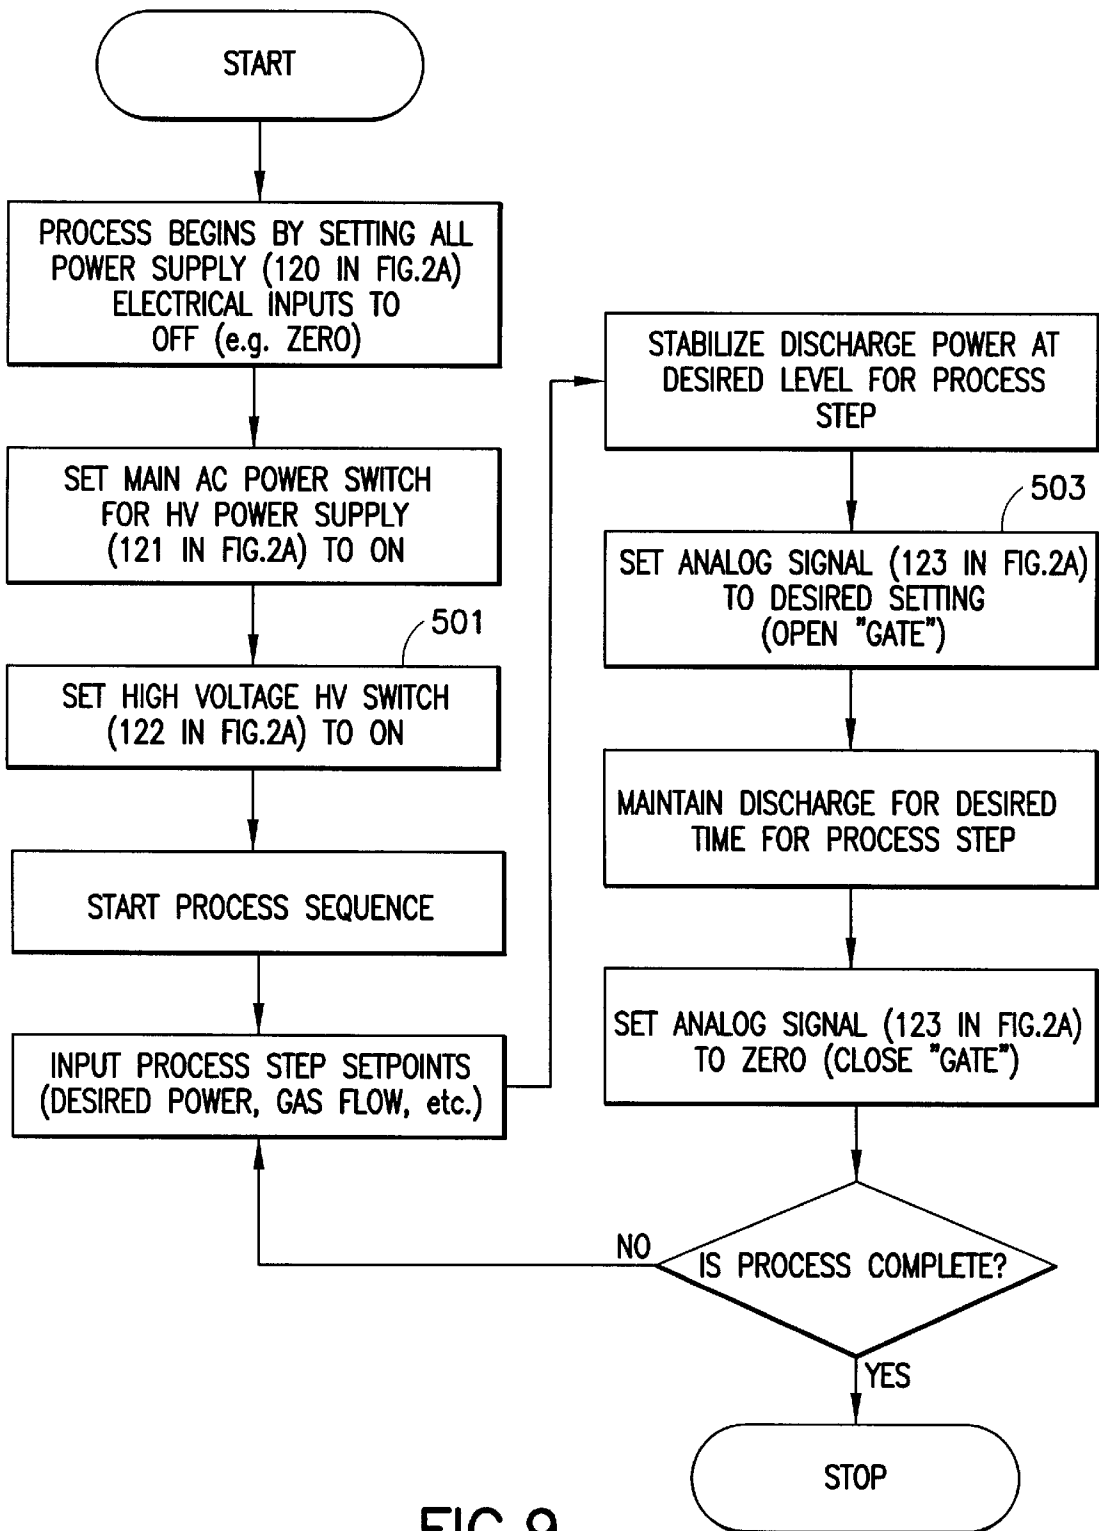 START
PROCESS BEGINS BY SETTING ALL
POWER SUPPLY (120 IN FIG.2A)
ELECTRICAL INPUTS TO
OFF (e.g. ZERO)
SET MAIN AC POWER SWITCH
FOR HV POWER SUPPLY
(121 IN FIG.2A) TO ON
501
SET HIGH VOLTAGE HV SWITCH
(122 IN FIG.2A) TO ON
START PROCESS SEQUENCE
INPUT PROCESS STEP SETPOINTS
(DESIRED POWER, GAS FLOW, etc.)
STABILIZE DISCHARGE POWER AT
DESIRED LEVEL FOR PROCESS
STEP
503
SET ANALOG SIGNAL (123 IN FIG.2A)
TO DESIRED SETTING
(OPEN "GATE")
MAINTAIN DISCHARGE FOR DESIRED
TIME FOR PROCESS STEP
SET ANALOG SIGNAL (123 IN FIG.2A)
TO ZERO (CLOSE "GATE")
IS PROCESS COMPLETE?
NO
YES
STOP
FIG.9